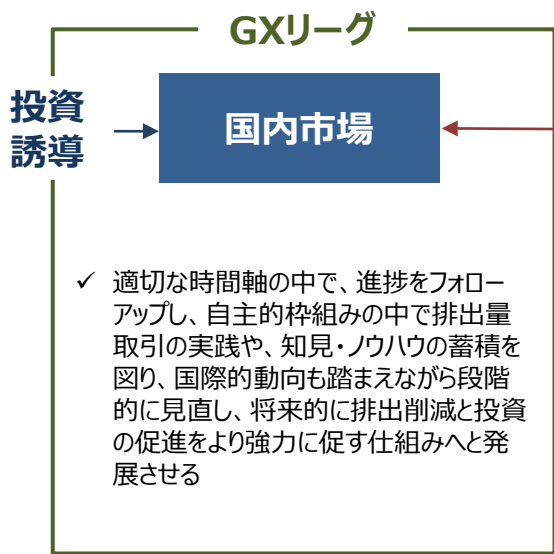 GXリーグ
投資
誘導
国内市場
✓ 適切な時間軸の中で、進捗をフォロー
アップし、自主的枠組みの中で排出量
取引の実践や、知見・ノウハウの蓄積を
図り、国際的動向も踏まえながら段階
的に見直し、将来的に排出削減と投資
の促進をより強力に促す仕組みへと発
展させる